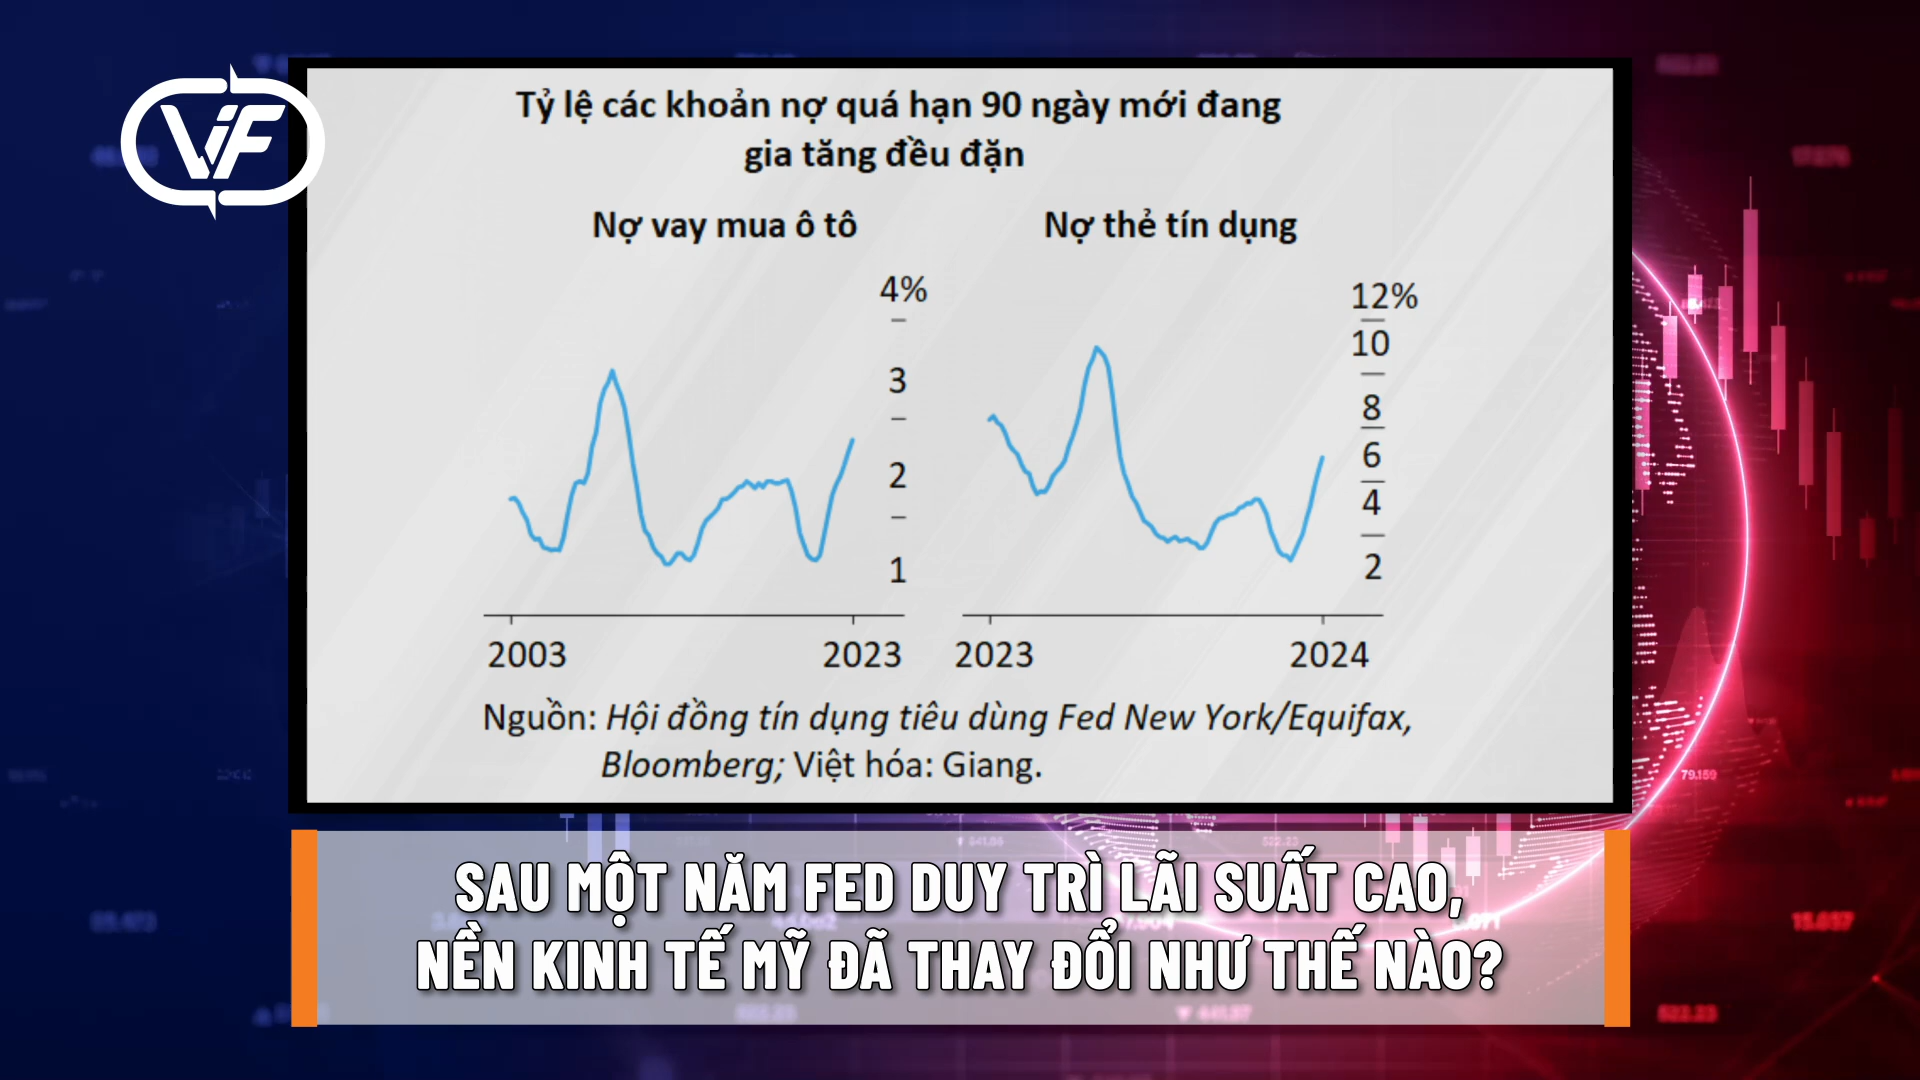 VIF
Tỷ lệ các khoản nợ quá hạn 90 ngày mới đang
gia tăng đều đặn
Nợ vay mua ô tô
4%
3
2
1
2003 2023
Nợ thẻ tín dụng
12%
10
8
6
4
2
2023 2024
Nguồn: Hội đồng tín dụng tiêu dùng Fed New York/Equifax,
Bloomberg; Việt hóa: Giang.
79.159
SAU MỘT NĂM FED DUY TRÌ LÃI SUẤT CAO,
NỀN KINH TẾ MỸ ĐÃ THAY ĐỔI NHƯ THẾ NÀO?